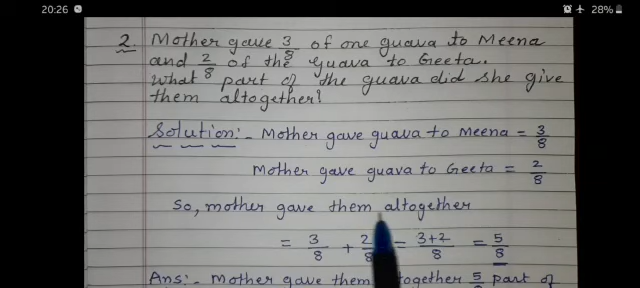 20:26
28%
2. Mother gave 3/8 of one guava to Meena
and 2/8 of the guava to Geeta.
What part of the guava did she give
them altogether?
Solution:- Mother gave guava to Meena = 3/8
Mother gave guava to Geeta = 2/8
So, mother gave them altogether
= 3/8 + 2/8 = 3+2/8 = 5/8
Ans:- Mother gave them altogether 5/8 part of